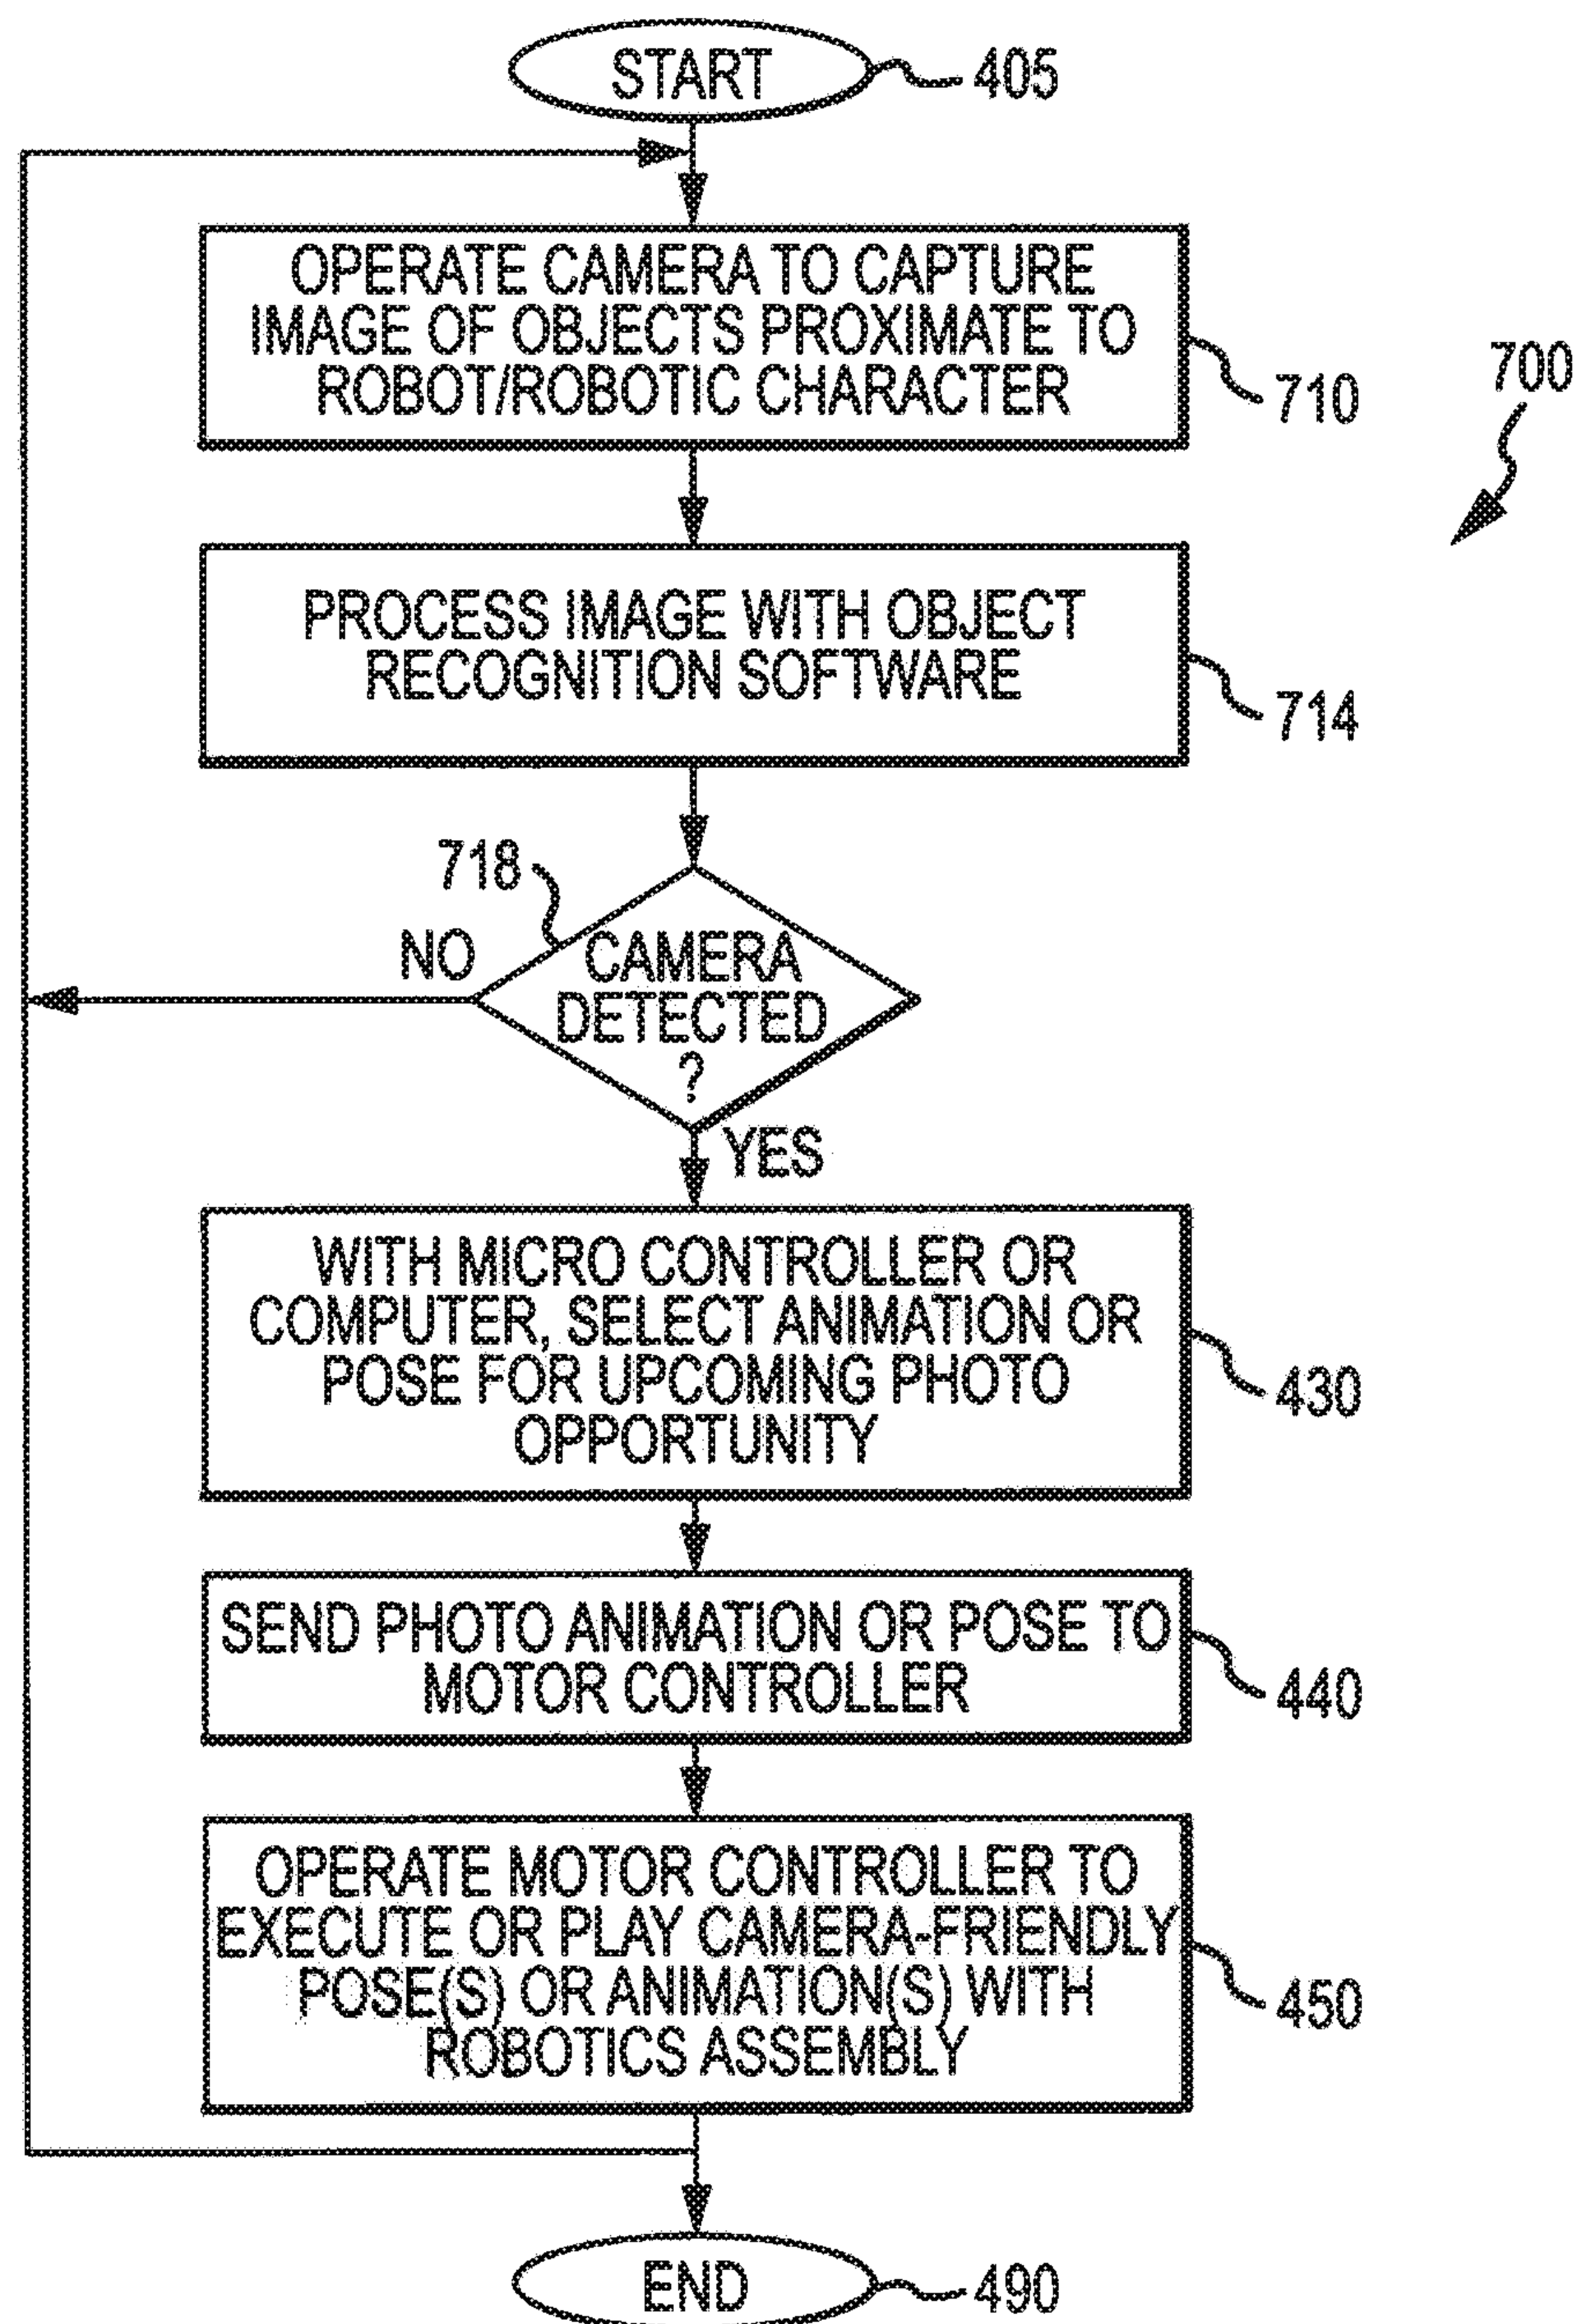 START
405
OPERATE CAMERA TO CAPTURE
IMAGE OF OBJECTS PROXIMATE TO
ROBOT/ROBOTIC CHARACTER
710
700
PROCESS IMAGE WITH OBJECT
RECOGNITION SOFTWARE
714
718
NO
CAMERA
DETECTED
?
YES
WITH MICRO CONTROLLER OR
COMPUTER, SELECT ANIMATION OR
POSE FOR UPCOMING PHOTO
OPPORTUNITY
430
SEND PHOTO ANIMATION OR POSE TO
MOTOR CONTROLLER
440
OPERATE MOTOR CONTROLLER TO
EXECUTE OR PLAY CAMERA-FRIENDLY
POSE(S) OR ANIMATION(S) WITH
ROBOTICS ASSEMBLY
450
END
490